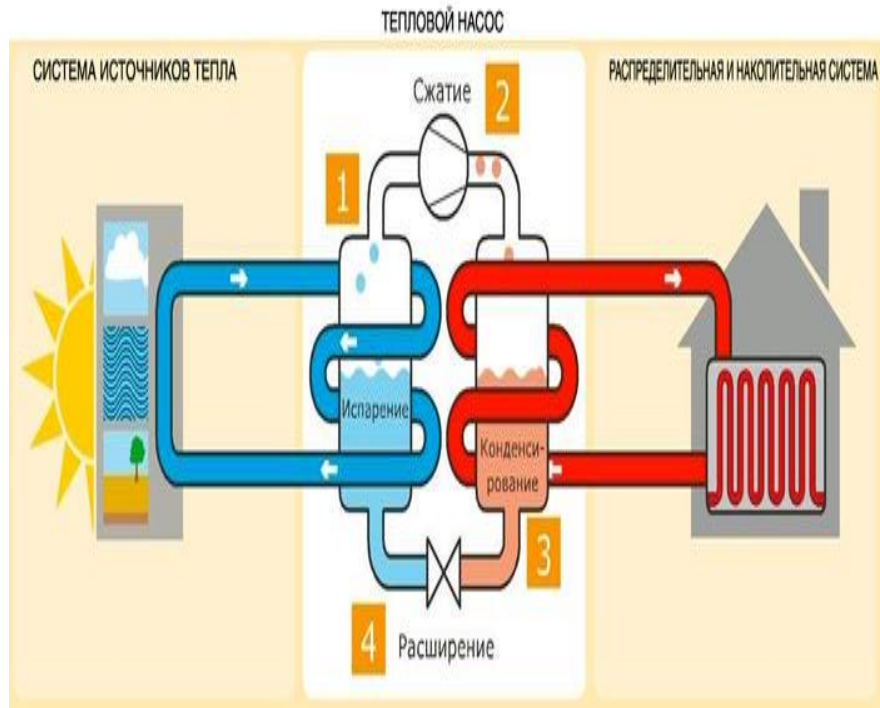 ТЕПЛОВОЙ НАСОС
СИСТЕМА ИСТОЧНИКОВ ТЕПЛА
РАСПРЕДЕЛИТЕЛЬНАЯ И НАКОПИТЕЛЬНАЯ СИСТЕМА
Сжатие
2
1
Испарение
Конденси-
рование
3
4
Расширение